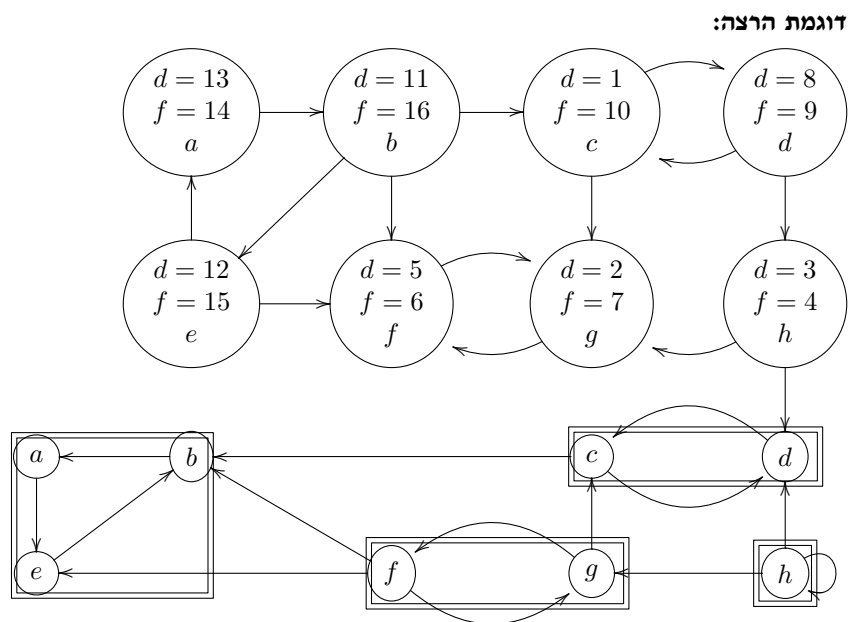 דוגמת הרצה:
d = 13 d = 11 d = 1 d = 8
f = 14 f = 16 f = 10 f = 9
a b c d
d = 12 d = 5 d = 2 d = 3
f = 15 f = 6 f = 7 f = 4
e f g h
a b c d
e f g h